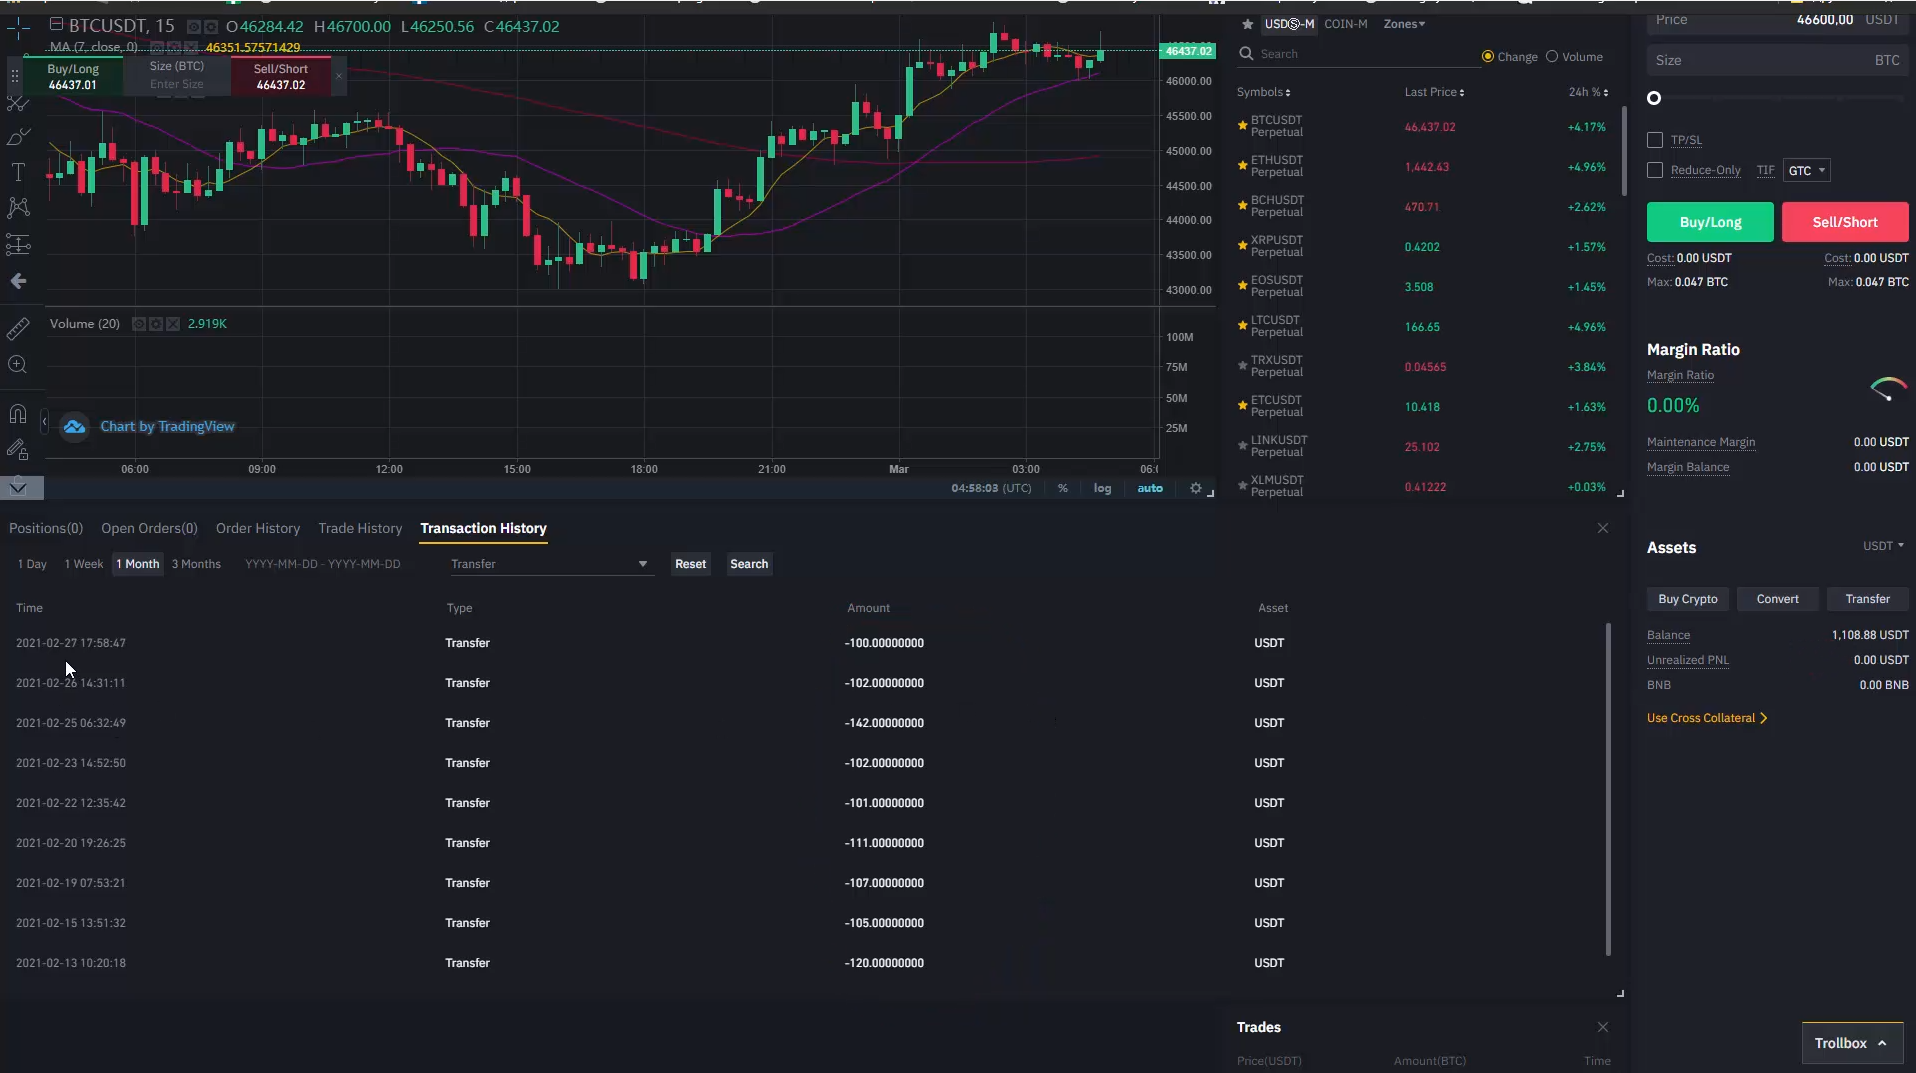 BTCUSDT, 15 O46284.42 H46700.00 L46250.56 C46437.02
MA (7, close, 0) 46351.57571429
Buy/Long
46437.01
Size (BTC)
Enter Size
Sell/Short
46437.02
46437.02
46000.00
45500.00
45000.00
44500.00
44000.00
43500.00
43000.00
Volume (20) 2.919K
100M
75M
50M
25M
Chart by TradingView
06:00 09:00 12:00 15:00 18:00 21:00 Mar 03:00
04:58:03 (UTC) % log auto
USDⓈ-M COIN-M Zones
Search
Change Volume
Symbols Last Price 24h %
BTCUSDT
Perpetual 46,437.02 +4.17%
ETHUSDT
Perpetual 1,442.43 +4.96%
BCHUSDT
Perpetual 470.71 +2.62%
XRPUSDT
Perpetual 0.4202 +1.57%
EOSUSDT
Perpetual 3.508 +1.45%
LTCUSDT
Perpetual 166.65 +4.96%
TRXUSDT
Perpetual 0.04565 +3.84%
ETCUSDT
Perpetual 10.418 +1.63%
LINKUSDT
Perpetual 25.102 +2.75%
XLMUSDT
Perpetual 0.41222 +0.03%
Price 46600,00 USDT
Size BTC
TP/SL
Reduce-Only TIF GTC
Buy/Long Sell/Short
Cost: 0.00 USDT Cost: 0.00 USDT
Max: 0.047 BTC Max: 0.047 BTC
Margin Ratio
Margin Ratio
0.00%
Maintenance Margin 0.00 USDT
Margin Balance 0.00 USDT
Assets USDT
Buy Crypto Convert Transfer
Balance 1,108.88 USDT
Unrealized PNL 0.00 USDT
BNB 0.00 BNB
Use Cross Collateral
Positions(0) Open Orders(0) Order History Trade History Transaction History
1 Day 1 Week 1 Month 3 Months YYYY-MM-DD - YYYY-MM-DD Transfer Reset Search
Time Type Amount Asset
2021-02-27 17:58:47 Transfer -100.00000000 USDT
2021-02-26 14:31:11 Transfer -102.00000000 USDT
2021-02-25 06:32:49 Transfer -142.00000000 USDT
2021-02-23 14:52:50 Transfer -102.00000000 USDT
2021-02-22 12:35:42 Transfer -101.00000000 USDT
2021-02-20 19:26:25 Transfer -111.00000000 USDT
2021-02-19 07:53:21 Transfer -107.00000000 USDT
2021-02-15 13:51:32 Transfer -105.00000000 USDT
2021-02-13 10:20:18 Transfer -120.00000000 USDT
Trades
Price(USDT) Amount(BTC) Time
Trollbox